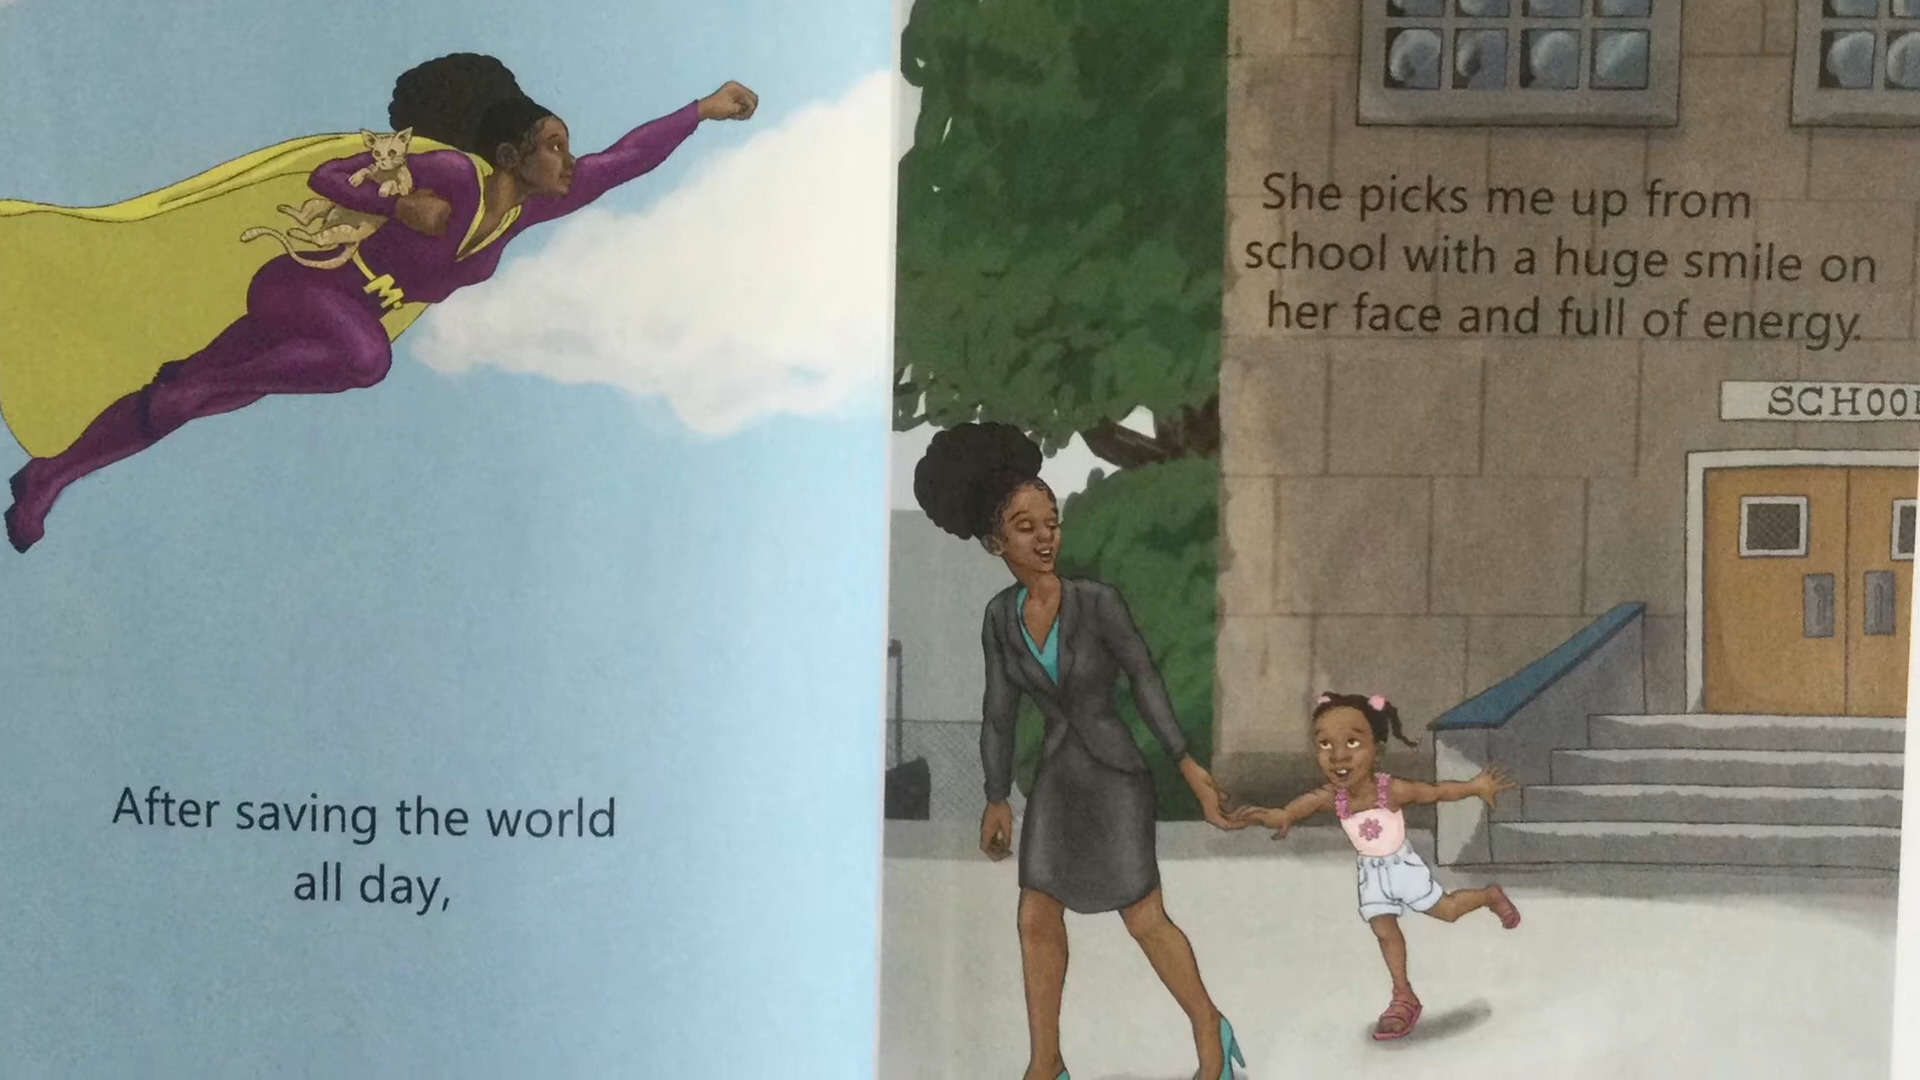 After saving the world
all day,
She picks me up from
school with a huge smile on
her face and full of energy.
SCHOOL
M